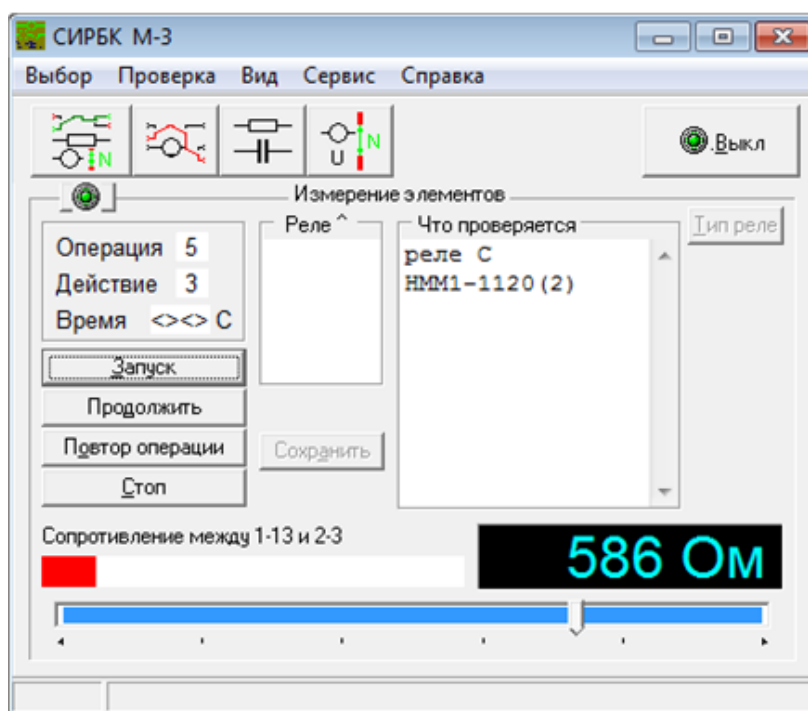 СИРБК М-3
Выбор Проверка Вид Сервис Справка
N
U N
Выкл
Измерение элементов
Операция 5
Действие 3
Время <><> С
Реле ^
Что проверяется
реле С
НММ1-1120(2)
Тип реле
Запуск
Продолжить
Повтор операции
Стоп
Сохранить
Сопротивление между 1-13 и 2-3
586 Ом